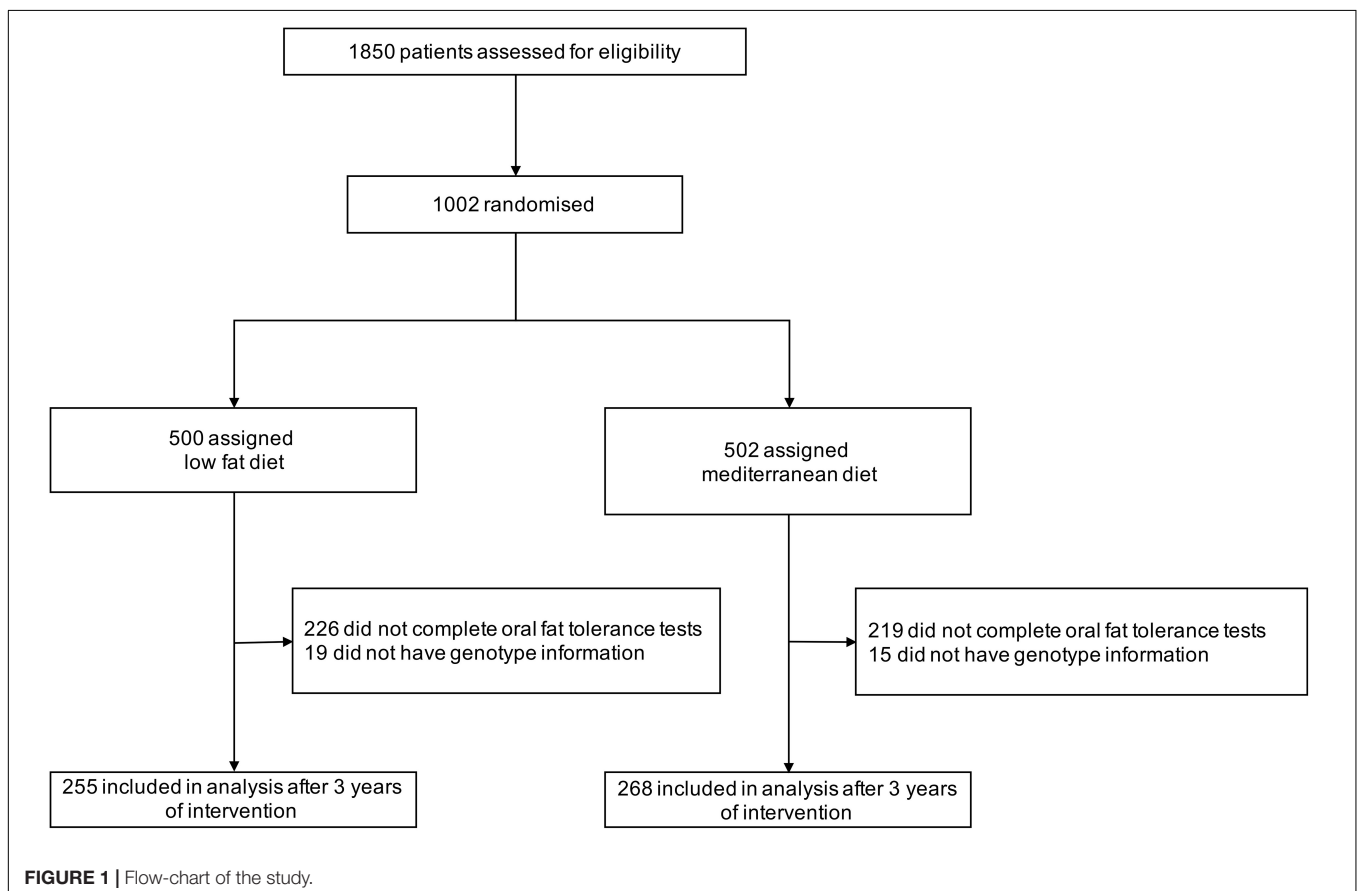 1850 patients assessed for eligibility
1002 randomised
500 assigned
low fat diet
502 assigned
mediterranean diet
226 did not complete oral fat tolerance tests
19 did not have genotype information
219 did not complete oral fat tolerance tests
15 did not have genotype information
255 included in analysis after 3 years
of intervention
268 included in analysis after 3 years
of intervention
FIGURE 1 | Flow-chart of the study.